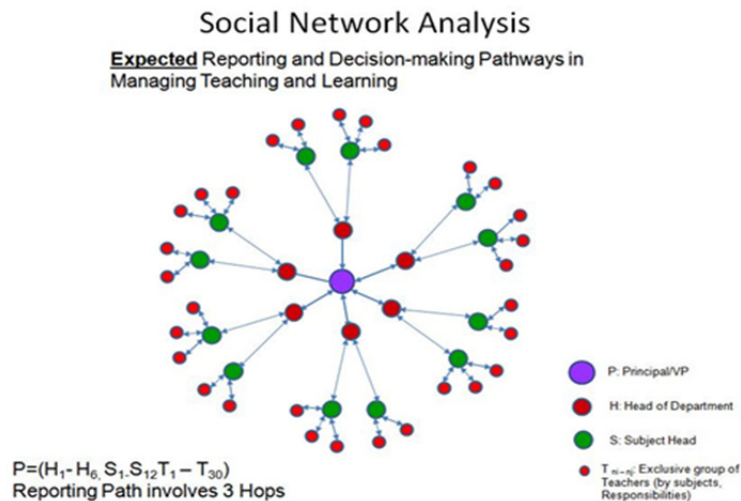 Social Network Analysis
Expected Reporting and Decision-making Pathways in
Managing Teaching and Learning
P: Principal/VP
H: Head of Department
S: Subject Head
T ni – nj: Exclusive group of
Teachers (by subjects,
Responsibilities)
P=(H1- H6, S1-S12T1 – T30)
Reporting Path involves 3 Hops